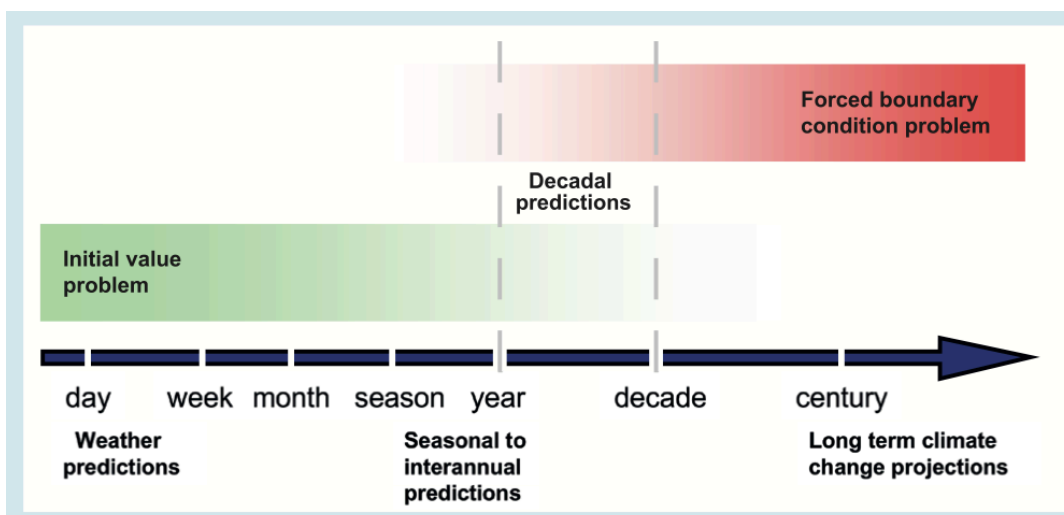 Forced boundary
condition problem
Decadal
predictions
Initial value
problem
day week month season year decade century
Weather
predictions
Seasonal to
interannual
predictions
Long term climate
change projections